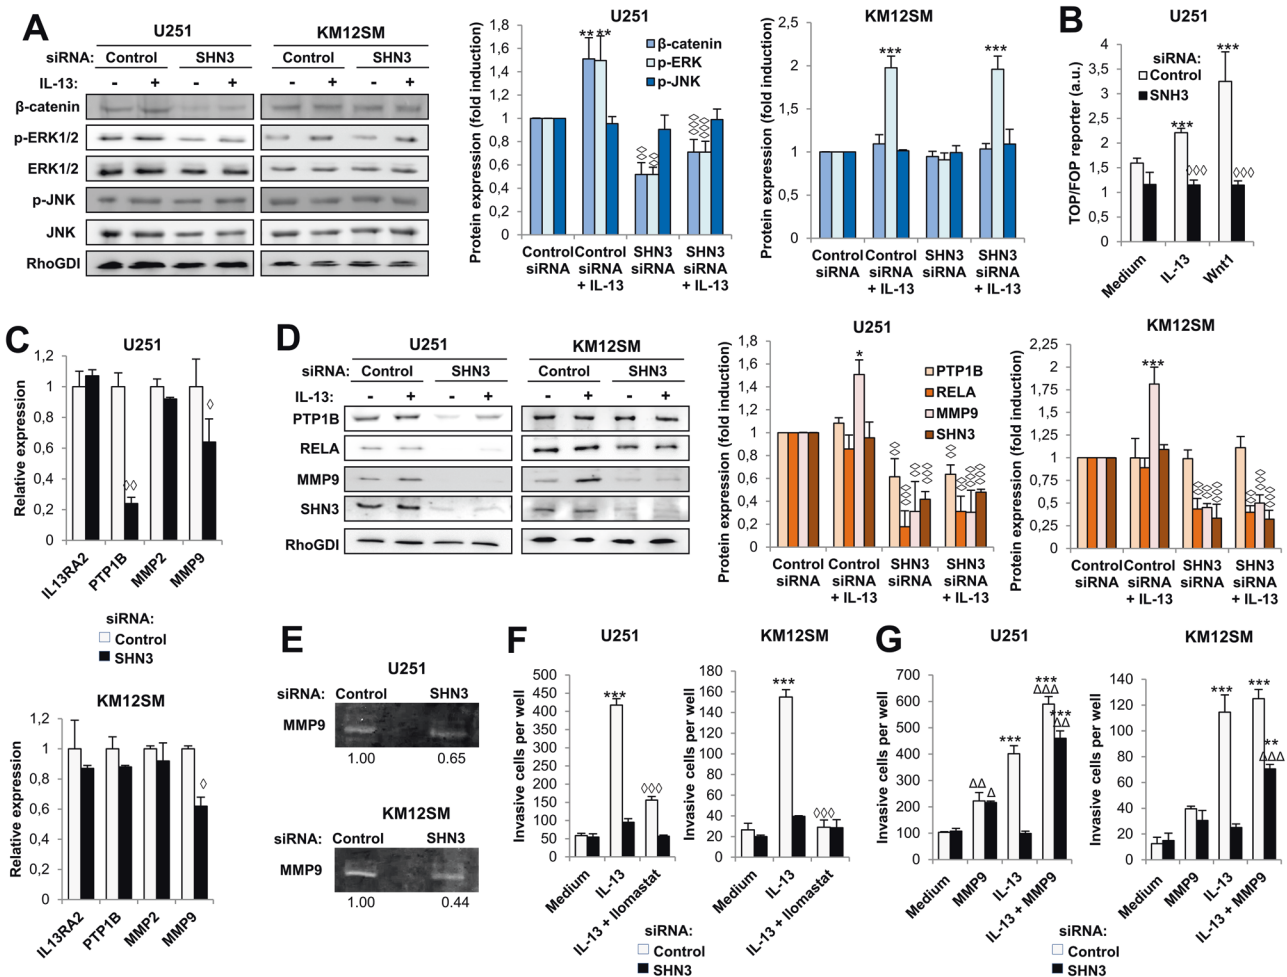 A
U251
KM12SM
siRNA: Control SHN3 Control SHN3
IL-13: - + - + - + - +
β-catenin
p-ERK1/2
ERK1/2
p-JNK
JNK
RhoGDI
U251
Protein expression (fold induction)
1,8
1,6
1,4
1,2
1
0,8
0,6
0,4
0,2
0
** **
◊◊ ◊◊
◊◊◊ ◊◊◊
β-catenin
p-ERK
p-JNK
Control siRNA
Control siRNA + IL-13
SHN3 siRNA
SHN3 siRNA + IL-13
KM12SM
Protein expression (fold induction)
2,5
2
1,5
1
0,5
0
*** ***
Control siRNA
Control siRNA + IL-13
SHN3 siRNA
SHN3 siRNA + IL-13
B
U251
siRNA:
Control
SNH3
TOP/FOP reporter (a.u.)
4
3,5
3
2,5
2
1,5
1
0,5
0
*** ◊◊◊ *** ◊◊◊
Medium
IL-13
Wnt1
C
U251
Relative expression
1,2
1
0,8
0,6
0,4
0,2
0
◊◊ ◊
IL13RA2
PTP1B
MMP2
MMP9
siRNA:
Control
SHN3
KM12SM
Relative expression
1,2
1
0,8
0,6
0,4
0,2
0
◊
IL13RA2
PTP1B
MMP2
MMP9
D
U251
KM12SM
siRNA: Control SHN3 Control SHN3
IL-13: - + - + - + - +
PTP1B
RELA
MMP9
SHN3
RhoGDI
U251
Protein expression (fold induction)
1,8
1,6
1,4
1,2
1
0,8
0,6
0,4
0,2
0
*
PTP1B
RELA
MMP9
SHN3
Control siRNA
Control siRNA + IL-13
SHN3 siRNA
SHN3 siRNA + IL-13
KM12SM
Protein expression (fold induction)
2,25
2
1,75
1,5
1,25
1
0,75
0,5
0,25
0
***
Control siRNA
Control siRNA + IL-13
SHN3 siRNA
SHN3 siRNA + IL-13
E
U251
siRNA: Control SHN3
MMP9
1.00 0.65
KM12SM
siRNA: Control SHN3
MMP9
1.00 0.44
F
U251
Invasive cells per well
500
450
400
350
300
250
200
150
100
50
0
*** ◊◊◊
Medium
IL-13
IL-13 + Ilomastat
KM12SM
Invasive cells per well
180
160
140
120
100
80
60
40
20
0
*** ◊◊◊
Medium
IL-13
IL-13 + Ilomastat
siRNA:
Control
SHN3
G
U251
Invasive cells per well
700
600
500
400
300
200
100
0
ΔΔ Δ
***
***
ΔΔΔ
***
ΔΔ
Medium
MMP9
IL-13
IL-13 + MMP9
KM12SM
Invasive cells per well
140
120
100
80
60
40
20
0
*** ***
**
ΔΔΔ
Medium
MMP9
IL-13
IL-13 + MMP9
siRNA:
Control
SHN3